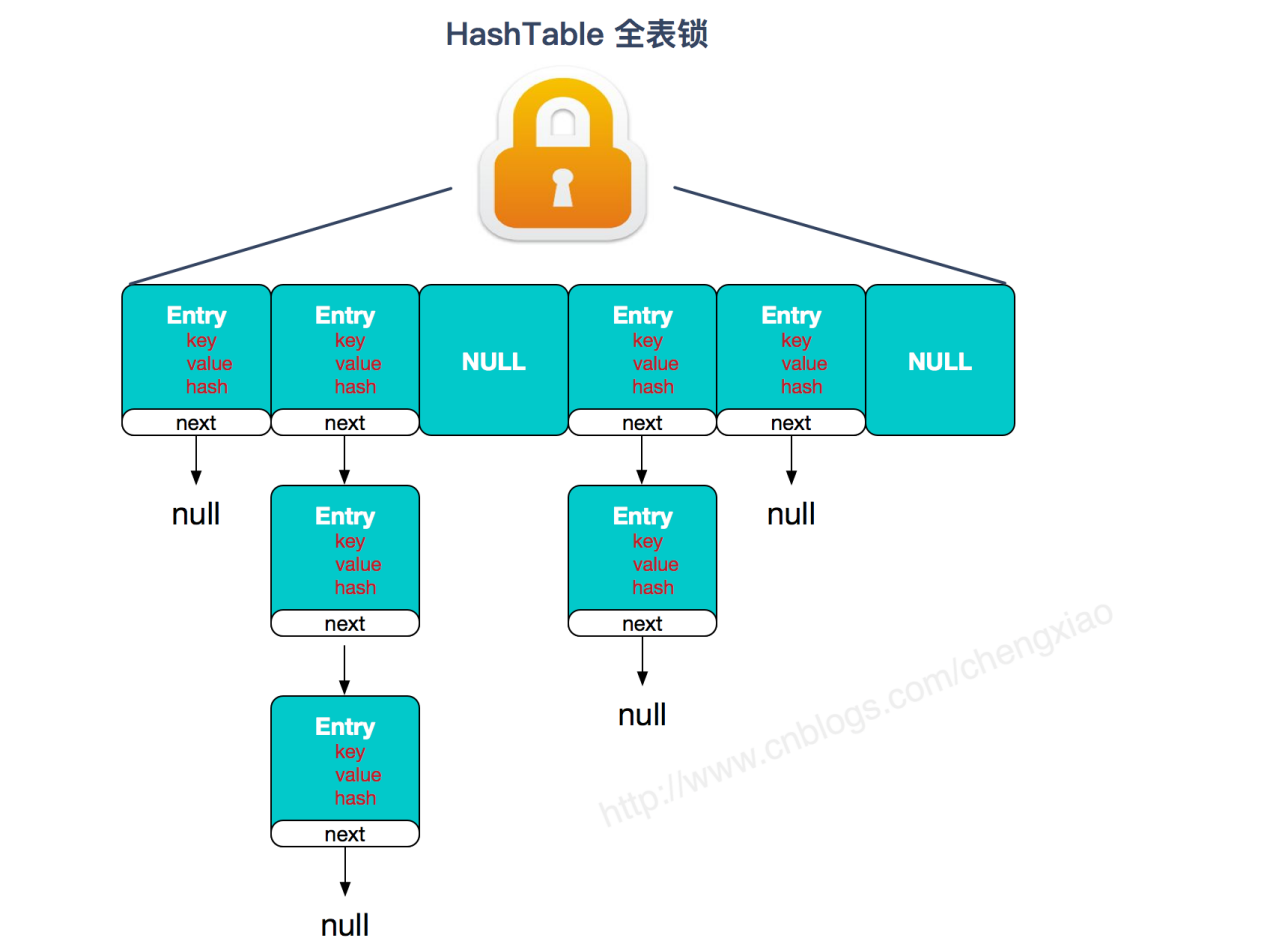 HashTable 全表锁
Entry Entry Entry Entry
key key key key
value value NULL value value NULL
hash hash hash hash
next next next next
null Entry Entry null
key key
value value
hash hash
next next
Entry null
key
value
hash
next
null
http://www.cnblogs.com/chengxiao